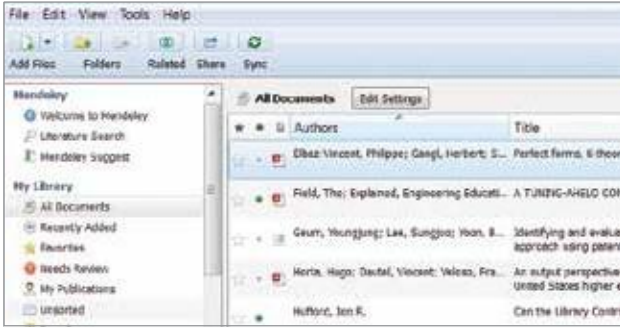 File Edit View Tools Help
Add Files Folders Related Share Sync
Mendeley
Welcome to Mendeley
Literature Search
Mendeley Suggest
My Library
All Documents
Recently Added
Favorites
Needs Review
My Publications
Unsorted
All Documents Edit Settings
Authors Title
Vincent, Philippe; Gangl, Herbert; S... Perfect forms, K-theor
Field, The; Explained, Engineering Educati... A TUNING-AHELO CON
Geum, Youngjung; Lee, Sungjoo; Yoon, B... Identifying and evalua
approach using paten
Horta, Hugo; Dautel, Vincent; Veloso, Fra... An output perspective
United States higher e
Hufford, Jon R. Can the Library Contri